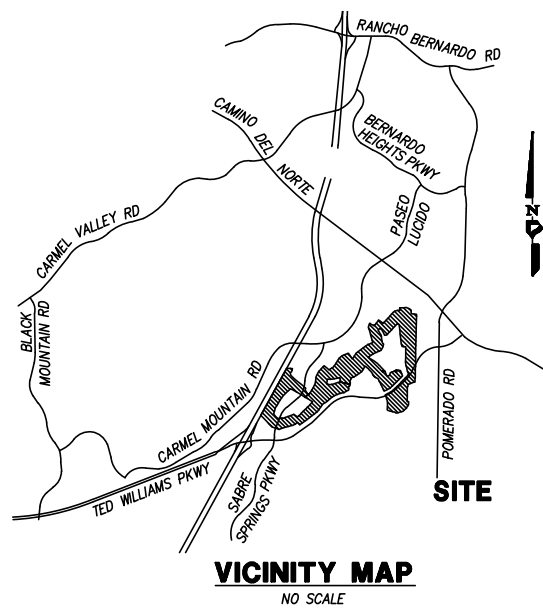 RANCHO BERNARDO RD
CAMINO DEL NORTE
BERNARDO
HEIGHTS PKWY
PASEO
LUCIDO
N
CARMEL VALLEY RD
BLACK
MOUNTAIN RD
CARMEL MOUNTAIN RD
POMERADO RD
TED WILLIAMS PKWY
SABRE
SPRINGS PKWY
SITE
VICINITY MAP
NO SCALE